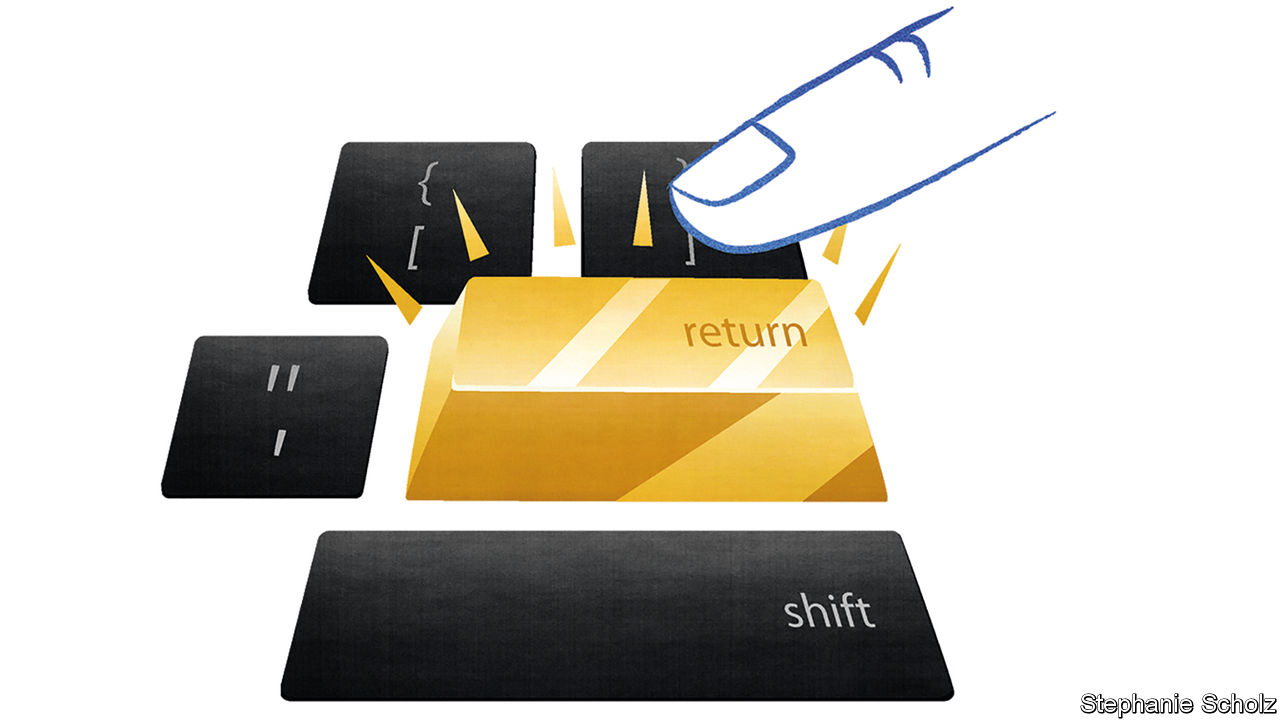 {
[
]
return
"
'
shift
Stephanie Scholz